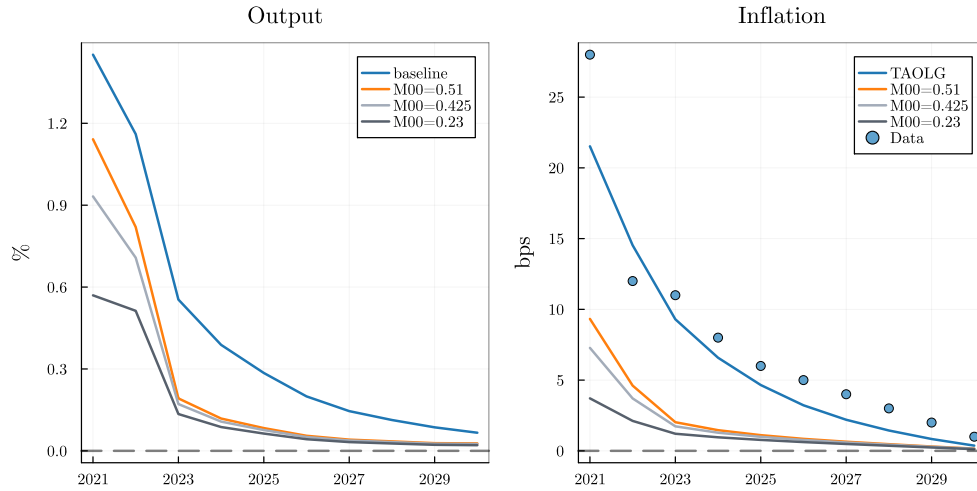 Output
baseline
M00=0.51
M00=0.425
M00=0.23
%
1.2
0.9
0.6
0.3
0.0
2021
2023
2025
2027
2029
Inflation
TAOLG
M00=0.51
M00=0.425
M00=0.23
Data
bps
25
20
15
10
5
0
2021
2023
2025
2027
2029